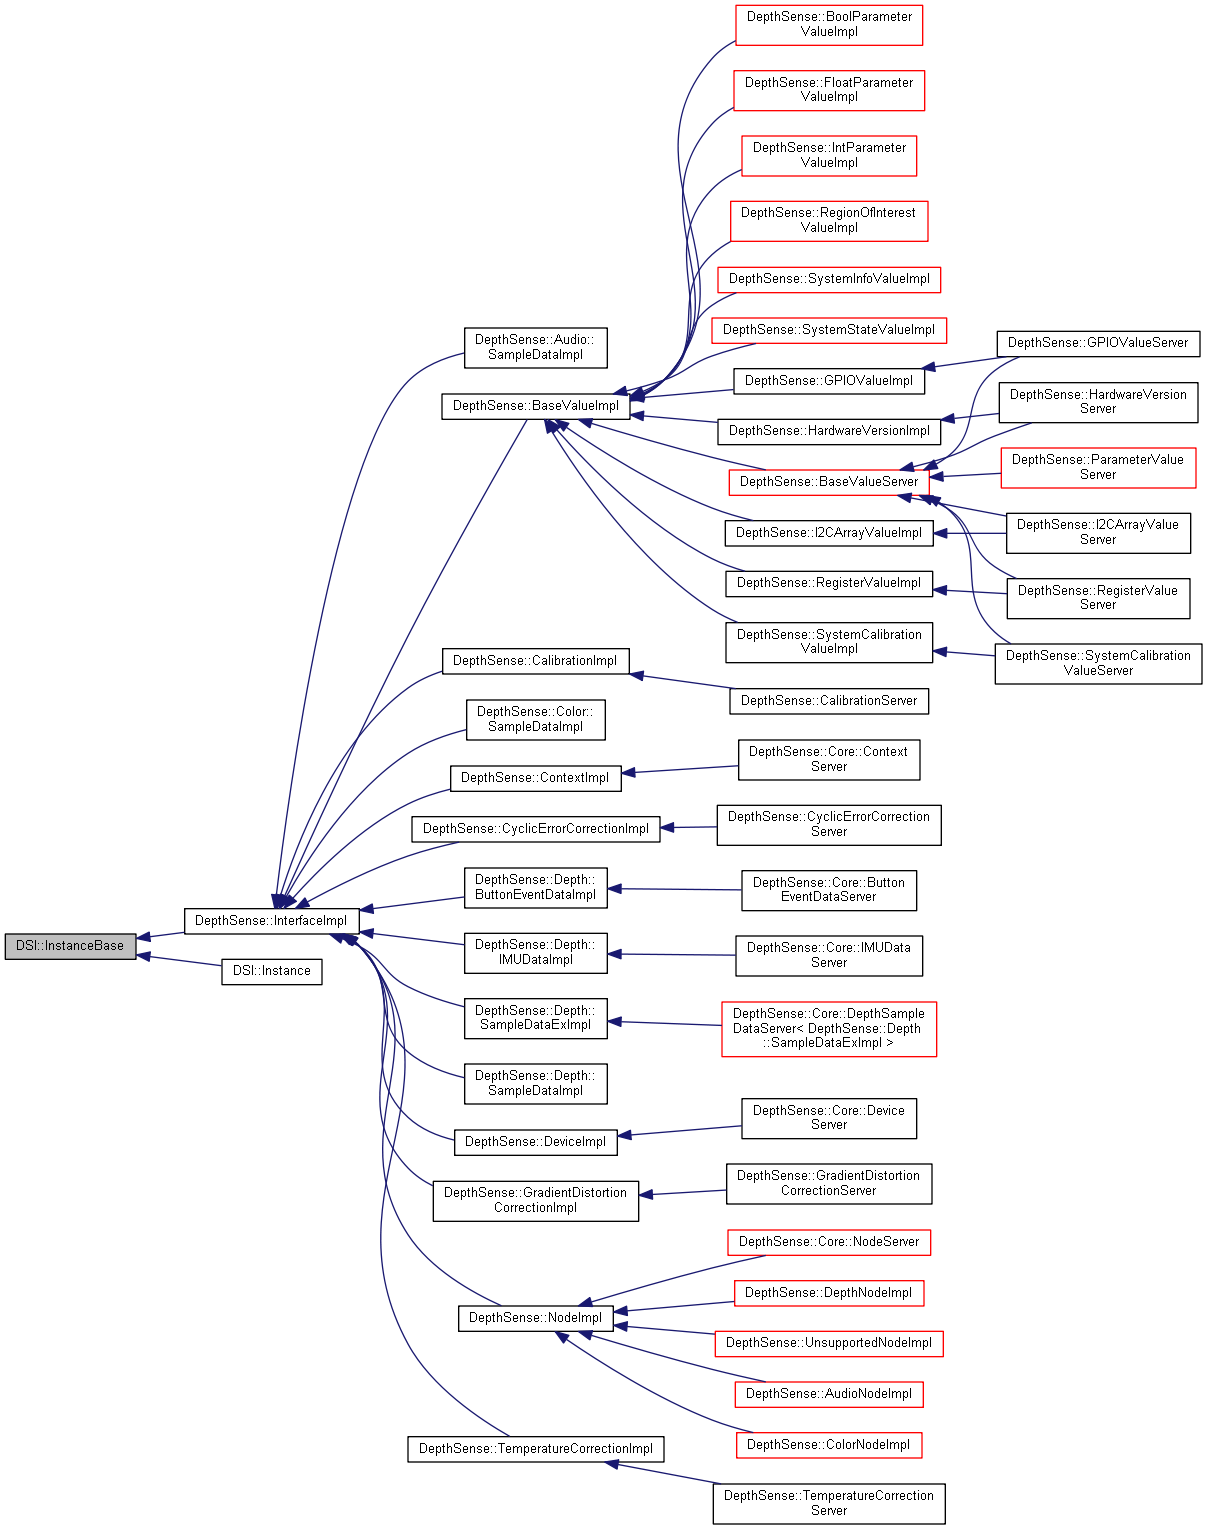 DepthSense::BoolParameter
ValueImpl
DepthSense::FloatParameter
ValueImpl
DepthSense::IntParameter
ValueImpl
DepthSense::RegionOfInterest
ValueImpl
DepthSense::SystemInfoValueImpl
DepthSense::SystemStateValueImpl
DepthSense::Audio::
SampleDataImpl
DepthSense::GPIOValueServer
DepthSense::GPIOValueImpl
DepthSense::BaseValueImpl
DepthSense::HardwareVersion
Server
DepthSense::HardwareVersionImpl
DepthSense::ParameterValue
Server
DepthSense::BaseValueServer
DepthSense::I2CArrayValueImpl
DepthSense::I2CArrayValue
Server
DepthSense::RegisterValueImpl
DepthSense::RegisterValue
Server
DepthSense::SystemCalibration
ValueImpl
DepthSense::SystemCalibration
ValueServer
DepthSense::CalibrationImpl
DepthSense::CalibrationServer
DepthSense::Color::
SampleDataImpl
DepthSense::ContextImpl
DepthSense::Core::Context
Server
DepthSense::CyclicErrorCorrectionImpl
DepthSense::CyclicErrorCorrection
Server
DepthSense::Depth::
ButtonEventDataImpl
DepthSense::Core::Button
EventDataServer
DepthSense::InterfaceImpl
DSI::InstanceBase
DSI::Instance
DepthSense::Depth::
IMUDataImpl
DepthSense::Core::IMUData
Server
DepthSense::Depth::
SampleDataExImpl
DepthSense::Core::DepthSample
DataServer< DepthSense::Depth
::SampleDataExImpl >
DepthSense::Depth::
SampleDataImpl
DepthSense::DeviceImpl
DepthSense::Core::Device
Server
DepthSense::GradientDistortion
CorrectionImpl
DepthSense::GradientDistortion
CorrectionServer
DepthSense::Core::NodeServer
DepthSense::DepthNodeImpl
DepthSense::NodeImpl
DepthSense::UnsupportedNodeImpl
DepthSense::AudioNodeImpl
DepthSense::ColorNodeImpl
DepthSense::TemperatureCorrectionImpl
DepthSense::TemperatureCorrection
Server